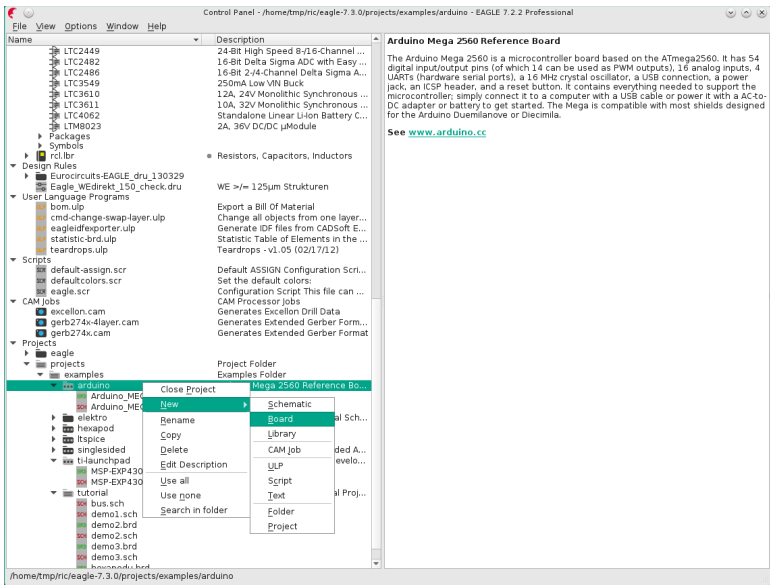 Control Panel - /home/tmp/ric/eagle-7.3.0/projects/examples/arduino - EAGLE 7.2.2 Professional
File View Options Window Help
Name Description
LTC2449 24-Bit High Speed 8-/16-Channel ...
LTC2482 16-Bit Delta Sigma ADC with Easy ...
LTC2486 16-Bit 2-/4-Channel Delta Sigma A...
LTC3549 250mA Low VIN Buck
LTC3610 12A, 24V Monolithic Synchronous ...
LTC3611 10A, 32V Monolithic Synchronous ...
LTC4062 Standalone Linear Li-Ion Battery C...
LTM8023 2A, 36V DC/DC µModule
Packages
Symbols
rcl.lbr Resistors, Capacitors, Inductors
Design Rules
Eurocircuits-EAGLE_dru_130329
Eagle_WEdirekt_150_check.dru WE >/= 125µm Strukturen
User Language Programs
bom.ulp Export a Bill Of Material
cmd-change-swap-layer.ulp Change all objects from one layer...
eagleidfexporter.ulp Generate IDF files from CADSoft E...
statistic-brd.ulp Statistic Table of Elements in the ...
teardrops.ulp Teardrops - v1.05 (02/17/12)
Scripts
default-assign.scr Default ASSIGN Configuration Scri...
defaultcolors.scr Set the default colors:
eagle.scr Configuration Script This file can ...
CAM Jobs CAM Processor Jobs
excellon.cam Generates Excellon Drill Data
gerb274x-4layer.cam Generates Extended Gerber Form...
gerb274x.cam Generates Extended Gerber Format
Projects
eagle
projects Project Folder
examples Examples Folder
arduino Mega 2560 Reference Bo...
Arduino_MEG
Arduino_MEG
elektro al Sch...
hexapod
ltspice
singlesided ded A...
ti-launchpad evelo...
MSP-EXP430
MSP-EXP430
tutorial al Proj...
bus.sch
demo1.sch
demo2.brd
demo2.sch
demo3.brd
demo3.sch
hexapodu.brd
Close Project
New
Rename
Copy
Delete
Edit Description
Use all
Use none
Search in folder
Schematic
Board
Library
CAM Job
ULP
Script
Text
Folder
Project
Arduino Mega 2560 Reference Board
The Arduino Mega 2560 is a microcontroller board based on the ATmega2560. It has 54
digital input/output pins (of which 14 can be used as PWM outputs), 16 analog inputs, 4
UARTs (hardware serial ports), a 16 MHz crystal oscillator, a USB connection, a power
jack, an ICSP header, and a reset button. It contains everything needed to support the
microcontroller; simply connect it to a computer with a USB cable or power it with a AC-to-
DC adapter or battery to get started. The Mega is compatible with most shields designed
for the Arduino Duemilanove or Diecimila.
See www.arduino.cc
/home/tmp/ric/eagle-7.3.0/projects/examples/arduino